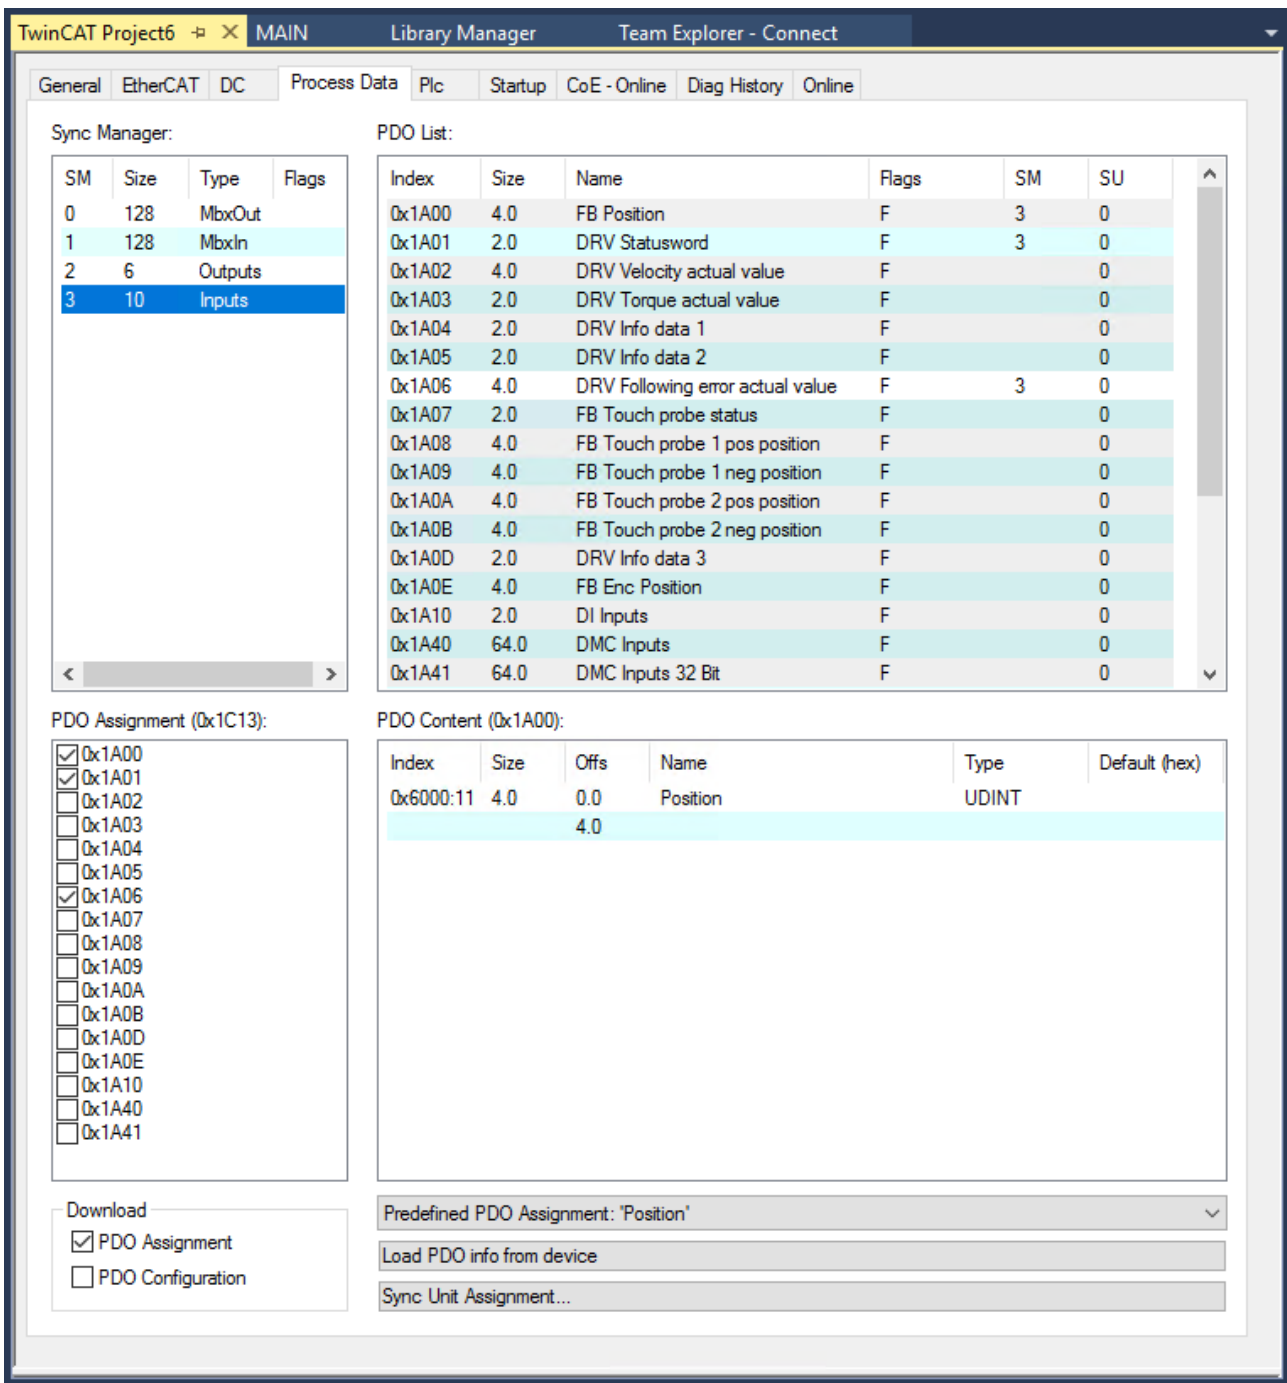 TwinCAT Project6 MAIN Library Manager Team Explorer - Connect
General EtherCAT DC Process Data Plc Startup CoE - Online Diag History Online
Sync Manager:
SM Size Type Flags
0 128 MbxOut
1 128 MbxIn
2 6 Outputs
3 10 Inputs
PDO List:
Index Size Name Flags SM SU
0x1A00 4.0 FB Position F 3 0
0x1A01 2.0 DRV Statusword F 3 0
0x1A02 4.0 DRV Velocity actual value F 0
0x1A03 2.0 DRV Torque actual value F 0
0x1A04 2.0 DRV Info data 1 F 0
0x1A05 2.0 DRV Info data 2 F 0
0x1A06 4.0 DRV Following error actual value F 3 0
0x1A07 2.0 FB Touch probe status F 0
0x1A08 4.0 FB Touch probe 1 pos position F 0
0x1A09 4.0 FB Touch probe 1 neg position F 0
0x1A0A 4.0 FB Touch probe 2 pos position F 0
0x1A0B 4.0 FB Touch probe 2 neg position F 0
0x1A0D 2.0 DRV Info data 3 F 0
0x1A0E 4.0 FB Enc Position F 0
0x1A10 2.0 DI Inputs F 0
0x1A40 64.0 DMC Inputs F 0
0x1A41 64.0 DMC Inputs 32 Bit F 0
PDO Assignment (0x1C13):
0x1A00
0x1A01
0x1A02
0x1A03
0x1A04
0x1A05
0x1A06
0x1A07
0x1A08
0x1A09
0x1A0A
0x1A0B
0x1A0D
0x1A0E
0x1A10
0x1A40
0x1A41
PDO Content (0x1A00):
Index Size Offs Name Type Default (hex)
0x6000:11 4.0 0.0 Position UDINT
4.0
Download
PDO Assignment
PDO Configuration
Predefined PDO Assignment: 'Position'
Load PDO info from device
Sync Unit Assignment...